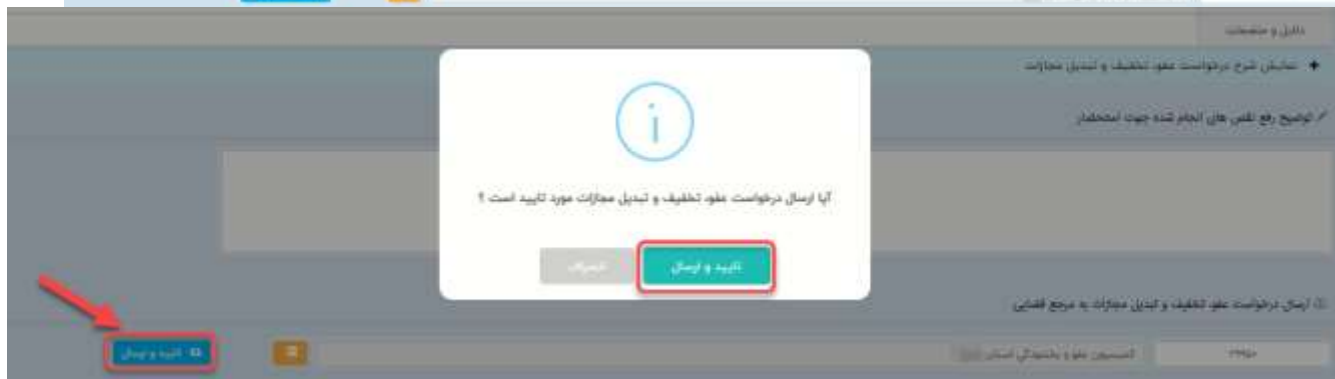 دلایل و منضمات
نمایش شرح درخواست عفو، تخفیف و تبدیل مجازات
توضیح رفع نقص های انجام شده جهت استحضار
آیا ارسال درخواست عفو، تخفیف و تبدیل مجازات مورد تایید است ؟
تایید و ارسال
انصراف
ارسال درخواست عفو، تخفیف و تبدیل مجازات به مرجع قضایی
کمیسیون عفو و بخشودگی استان
تایید و ارسال